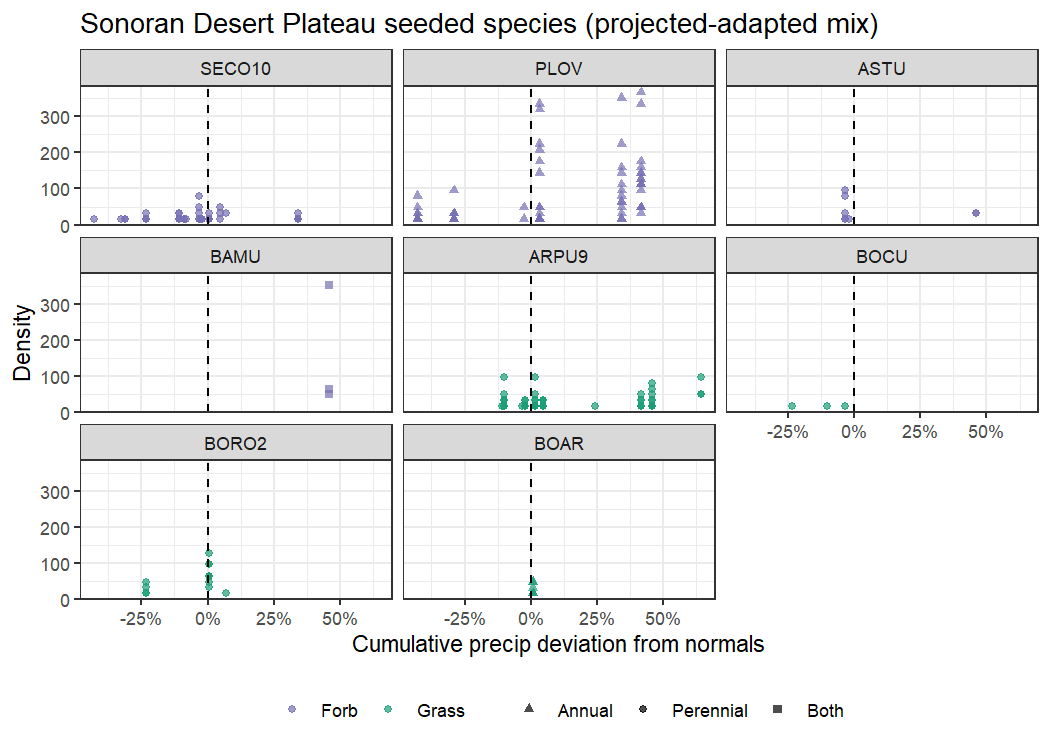 Sonoran Desert Plateau seeded species (projected-adapted mix)
SECO10 PLOV ASTU
300
200
100
0
BAMU ARPU9 BOCU
300
200
100
0
-25% 0% 25% 50%
BORO2 BOAR
300
200
100
0
-25% 0% 25% 50% -25% 0% 25% 50%
Density
Cumulative precip deviation from normals
Forb Grass Annual Perennial Both